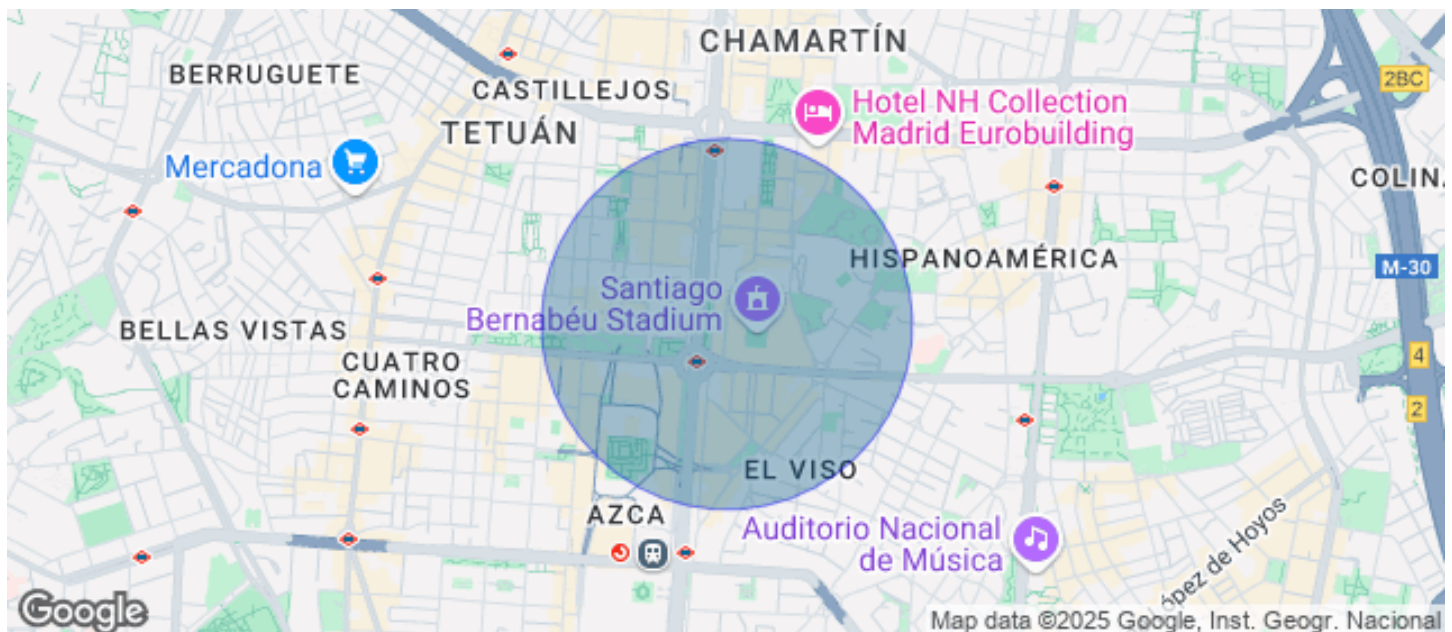 CHAMARTÍN
BERRUGUETE
CASTILLEJOS
2BC
Hotel NH Collection
Madrid Eurobuilding
TETUÁN
Mercadona
COLIN
HISPANOAMÉRICA
M-30
Santiago
Bernabéu Stadium
BELLAS VISTAS
CUATRO
CAMINOS
4
2
EL VISO
AZCA
Auditorio Nacional
de Música
López de Hoyos
Google
Map data ©2025 Google, Inst. Geogr. Nacional